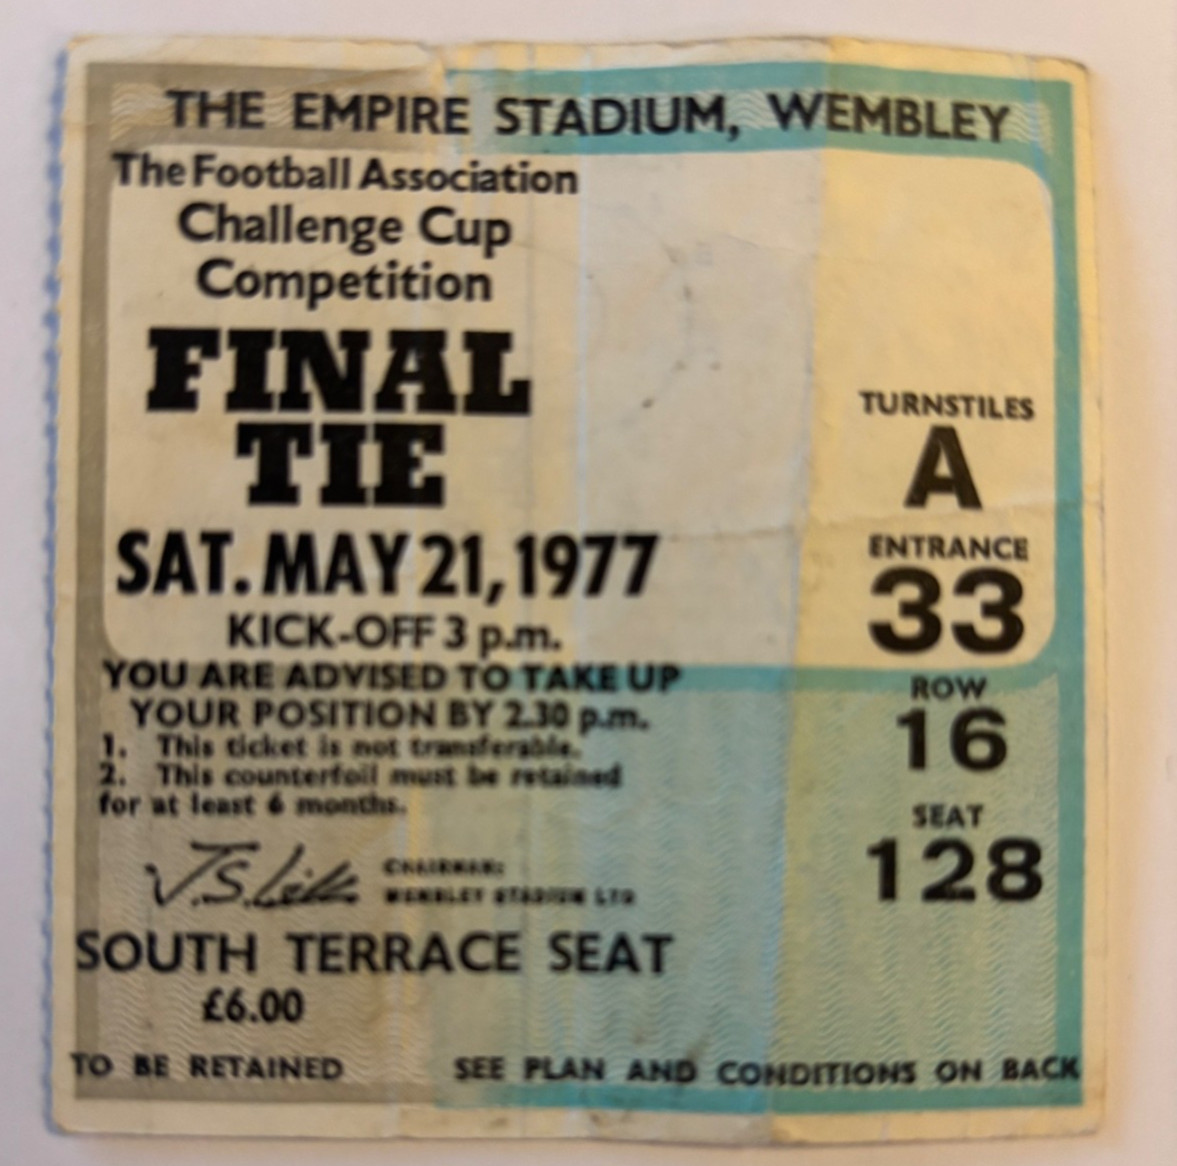 THE EMPIRE STADIUM, WEMBLEY
The Football Association
Challenge Cup
Competition
FINAL
TIE
SAT. MAY 21, 1977
KICK-OFF 3 p.m.
YOU ARE ADVISED TO TAKE UP
YOUR POSITION BY 2.30 p.m.
1. This ticket is not transferable.
2. This counterfoil must be retained
for at least 6 months.
CHAIRMAN:
WEMBLEY STADIUM LTD
SOUTH TERRACE SEAT
£6.00
TO BE RETAINED
TURNSTILES
A
ENTRANCE
33
ROW
16
SEAT
128
SEE PLAN AND CONDITIONS ON BACK